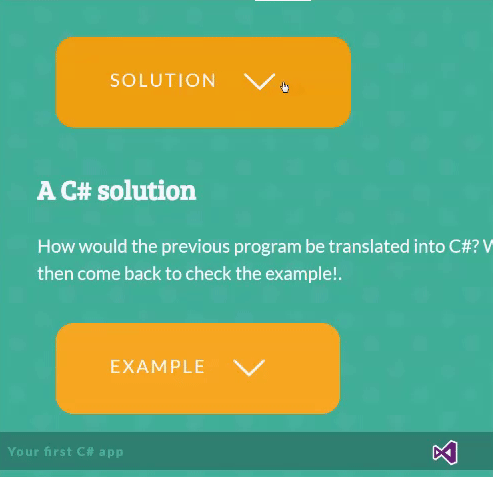 SOLUTION
A C# solution
How would the previous program be translated into C#?
then come back to check the example!.
EXAMPLE
Your first C# app